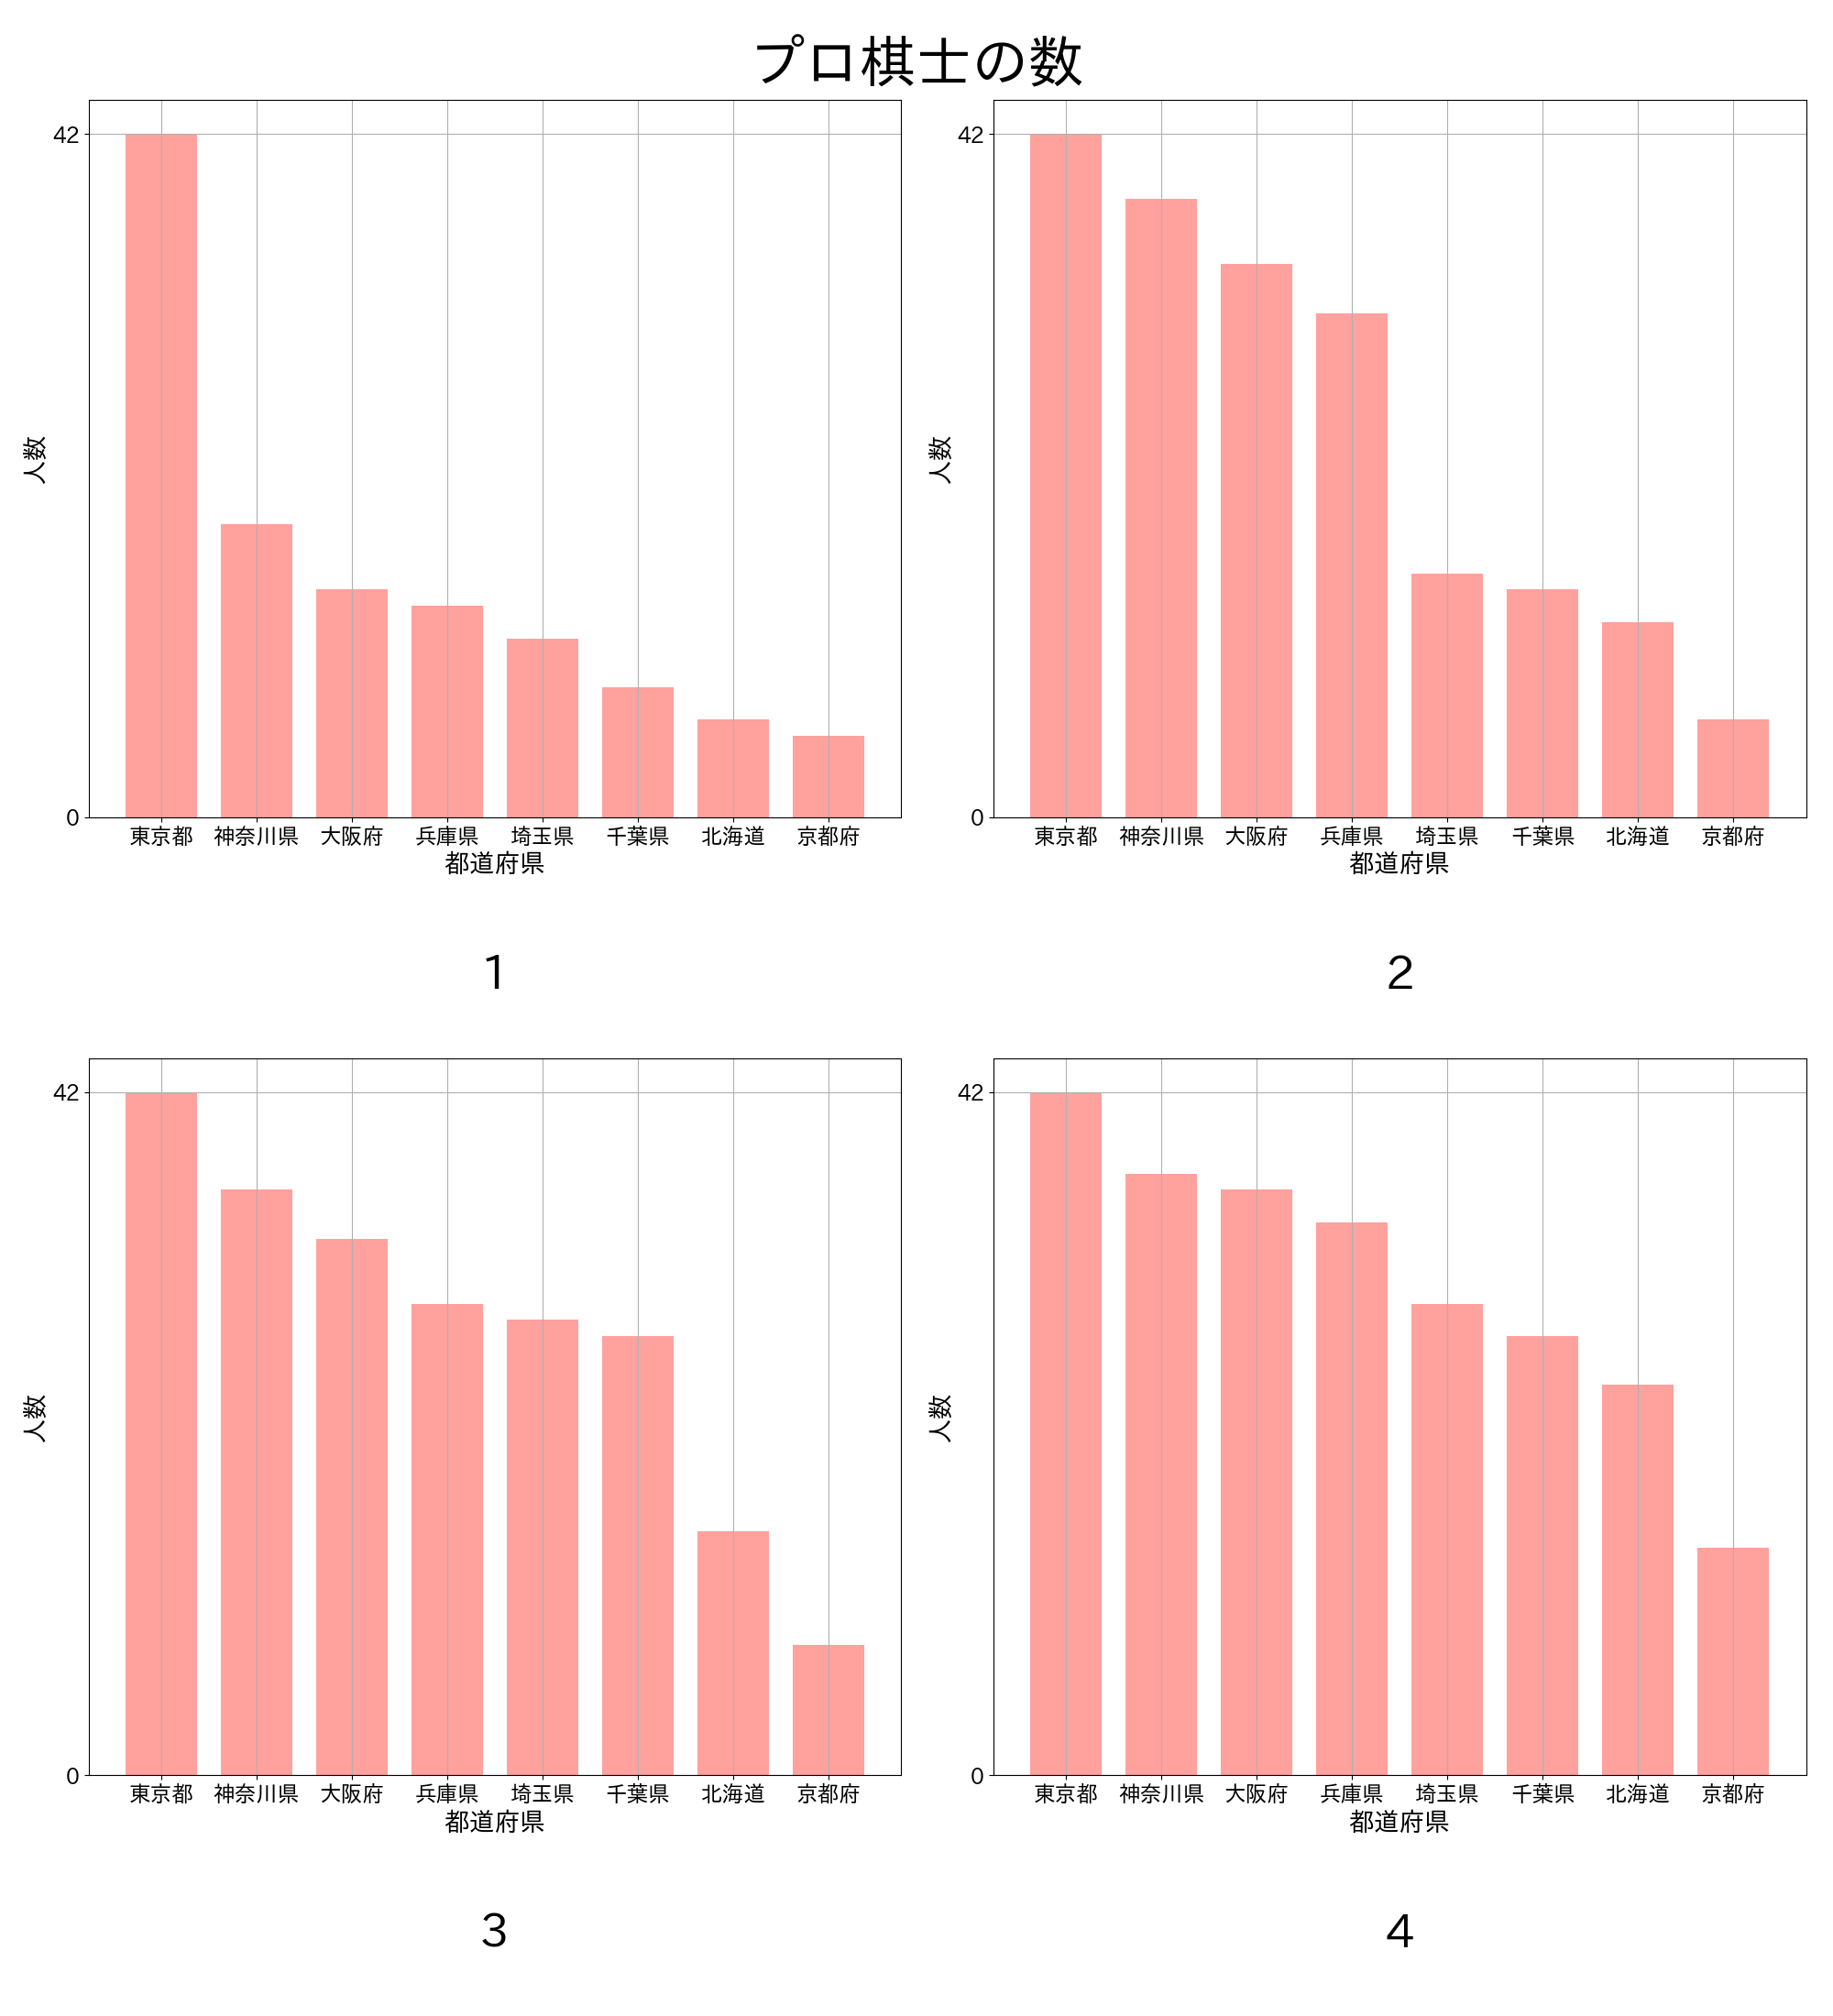 プロ棋士の数
42
0
人数
東京都 神奈川県 大阪府 兵庫県 埼玉県 千葉県 北海道 京都府
都道府県
1
42
0
人数
東京都 神奈川県 大阪府 兵庫県 埼玉県 千葉県 北海道 京都府
都道府県
2
42
0
人数
東京都 神奈川県 大阪府 兵庫県 埼玉県 千葉県 北海道 京都府
都道府県
3
42
0
人数
東京都 神奈川県 大阪府 兵庫県 埼玉県 千葉県 北海道 京都府
都道府県
4